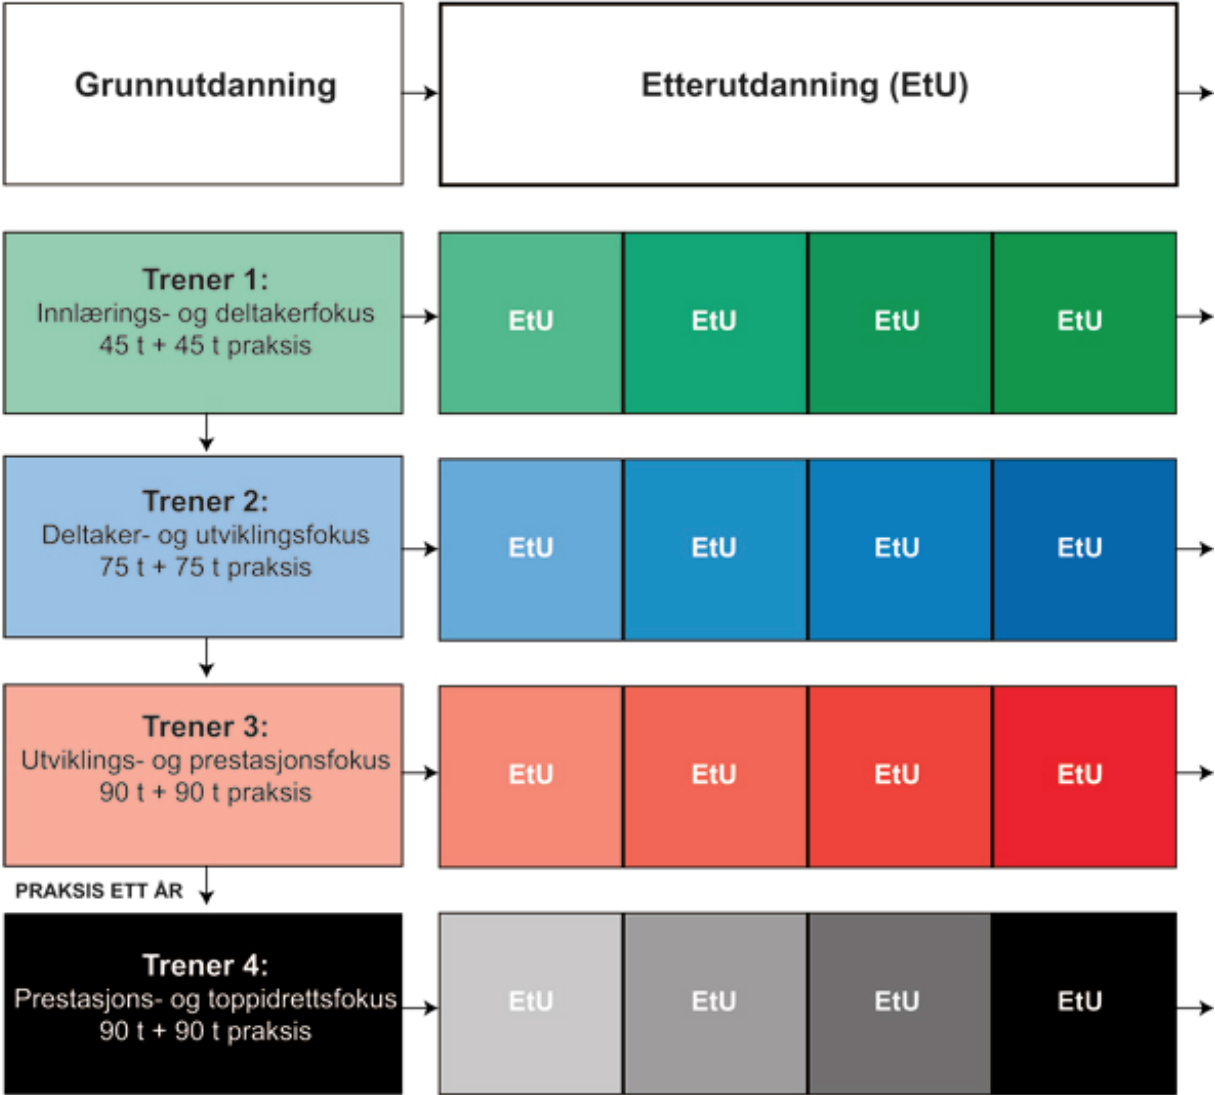 Grunnutdanning
Etterutdanning (EtU)
Trener 1:
Innlærings- og deltakerfokus
45 t + 45 t praksis
EtU
EtU
EtU
EtU
Trener 2:
Deltaker- og utviklingsfokus
75 t + 75 t praksis
EtU
EtU
EtU
EtU
Trener 3:
Utviklings- og prestasjonsfokus
90 t + 90 t praksis
EtU
EtU
EtU
EtU
PRAKSIS ETT ÅR
Trener 4:
Prestasjons- og toppidrettsfokus
90 t + 90 t praksis
EtU
EtU
EtU
EtU